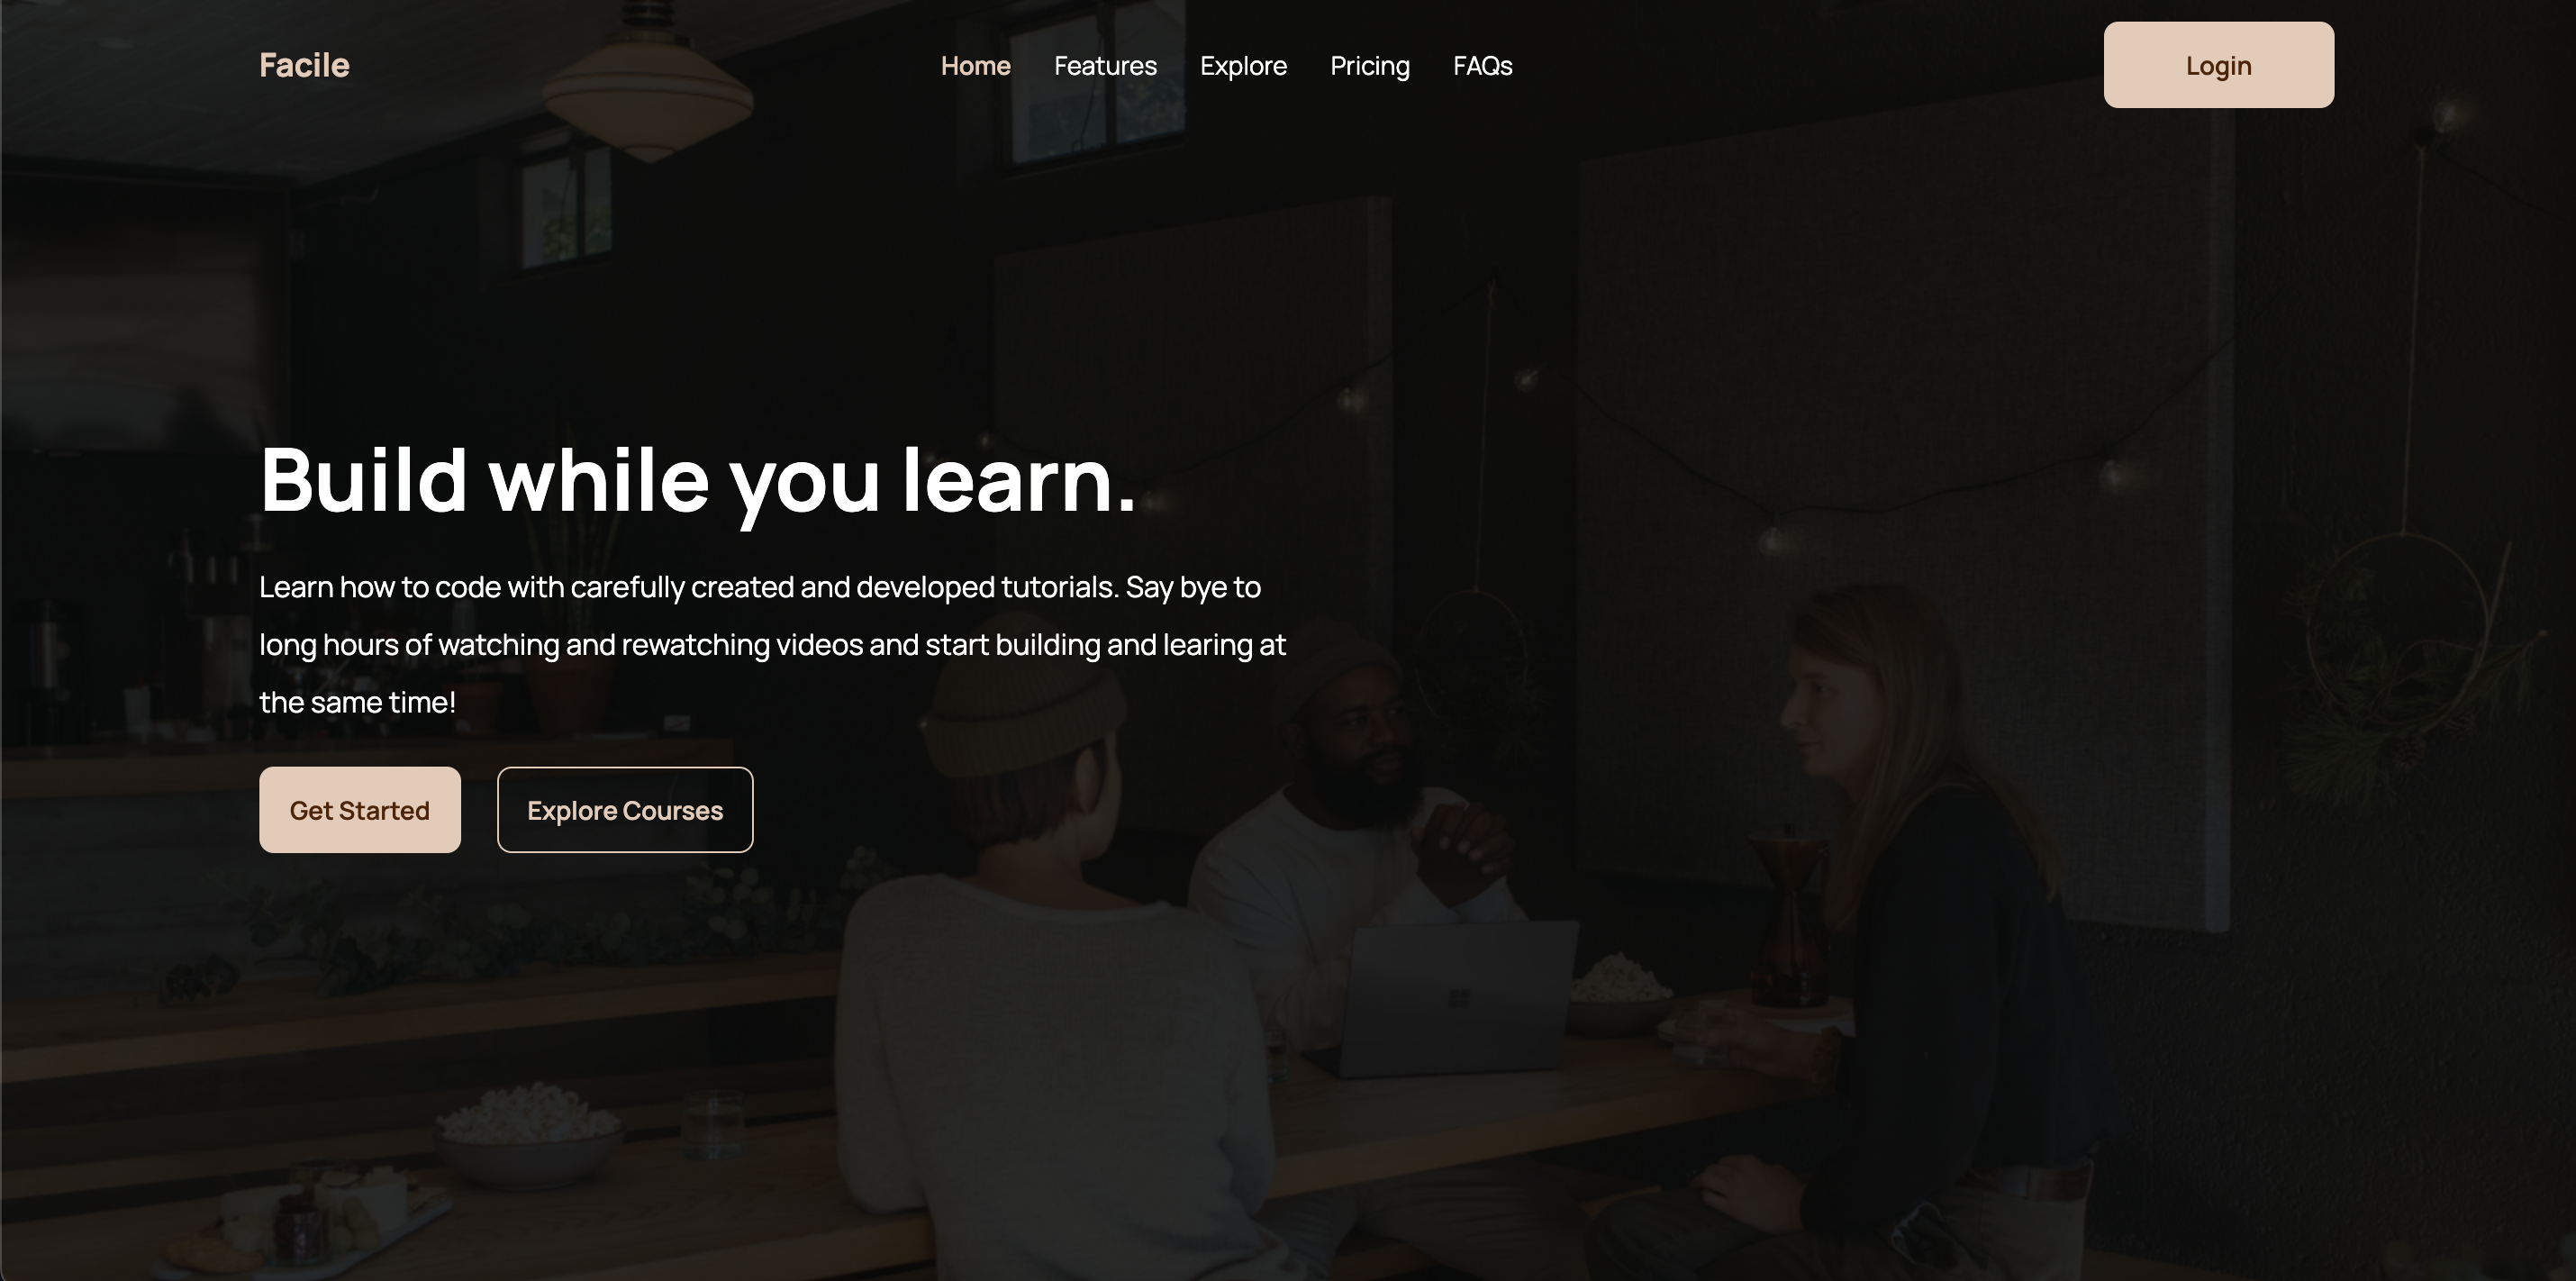 Facile
Home Features Explore Pricing FAQs
Login
Build while you learn.
Learn how to code with carefully created and developed tutorials. Say bye to
long hours of watching and rewatching videos and start building and learing at
the same time!
Get Started
Explore Courses